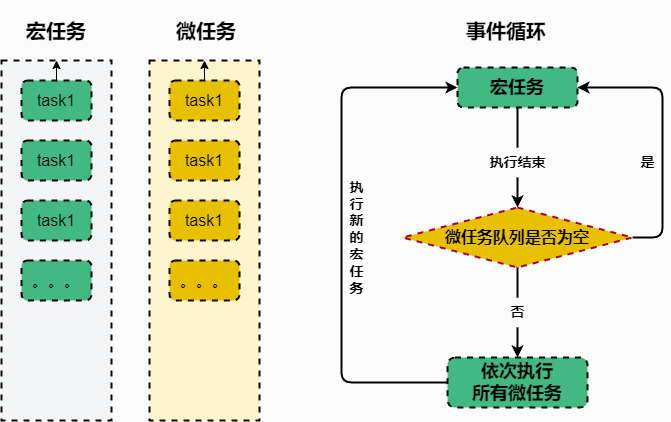 宏任务
微任务
事件循环
task1
task1
task1
。。。
task1
task1
task1
。。。
宏任务
执行结束
是
微任务队列是否为空
否
依次执行
所有微任务
执
行
新
的
宏
任
务